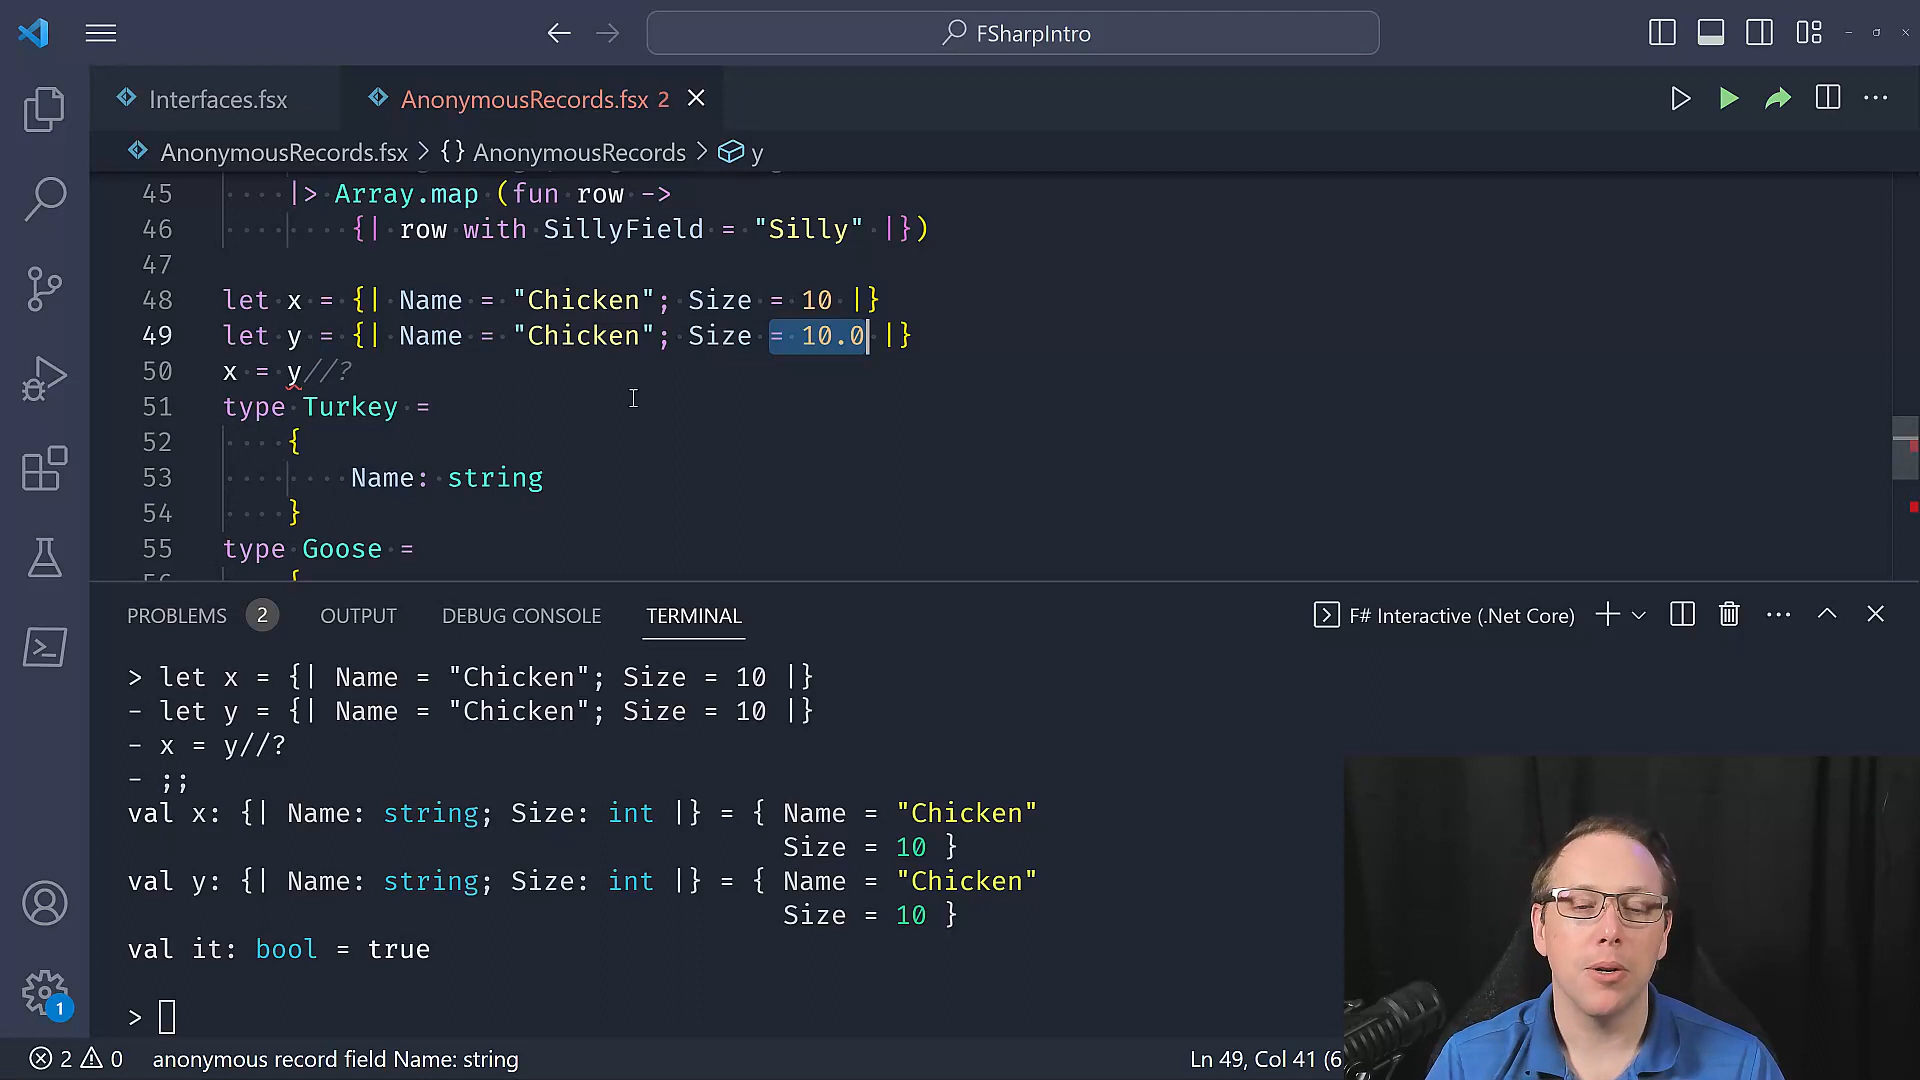 FSharpIntro
Interfaces.fsx
AnonymousRecords.fsx 2
AnonymousRecords.fsx > {} AnonymousRecords > y
45 |> Array.map (fun row ->
46 {| row with SillyField = "Silly" |})
47
48 let x = {| Name = "Chicken"; Size = 10 |}
49 let y = {| Name = "Chicken"; Size = 10.0 |}
50 x = y//?
51 type Turkey =
52 {
53 Name: string
54 }
55 type Goose =
PROBLEMS 2 OUTPUT DEBUG CONSOLE TERMINAL F# Interactive (.Net Core)
> let x = {| Name = "Chicken"; Size = 10 |}
- let y = {| Name = "Chicken"; Size = 10 |}
- x = y//?
- ;;
val x: {| Name: string; Size: int |} = { Name = "Chicken"
Size = 10 }
val y: {| Name: string; Size: int |} = { Name = "Chicken"
Size = 10 }
val it: bool = true
>
1
2 0 anonymous record field Name: string Ln 49, Col 41 (6